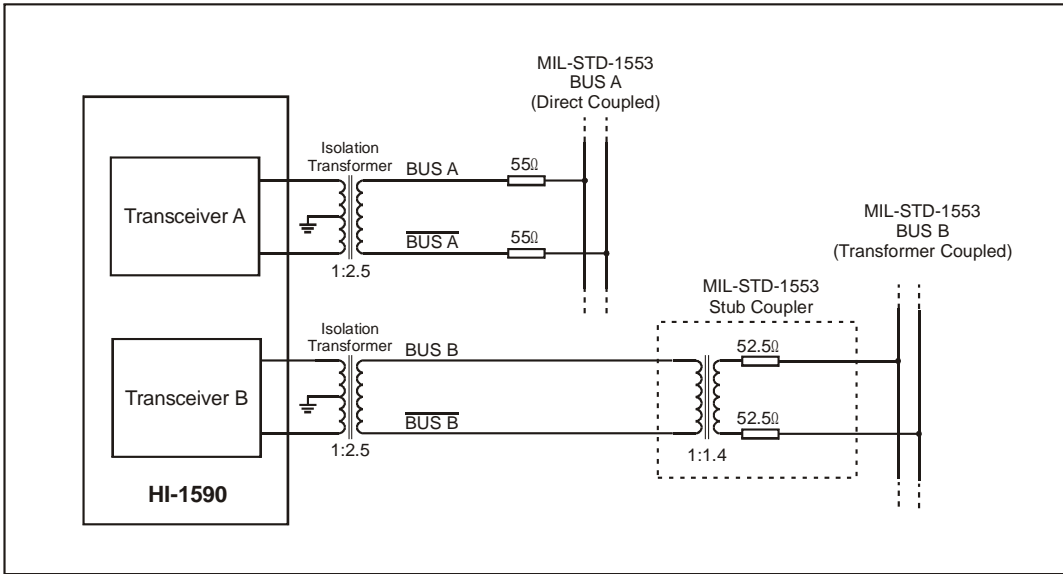 MIL-STD-1553
BUS A
(Direct Coupled)
Isolation
Transformer
BUS A
55Ω
Transceiver A
BUS A
55Ω
1:2.5
MIL-STD-1553
BUS B
(Transformer Coupled)
MIL-STD-1553
Stub Coupler
Isolation
Transformer
BUS B
52.5Ω
Transceiver B
BUS B
52.5Ω
1:2.5
1:1.4
HI-1590